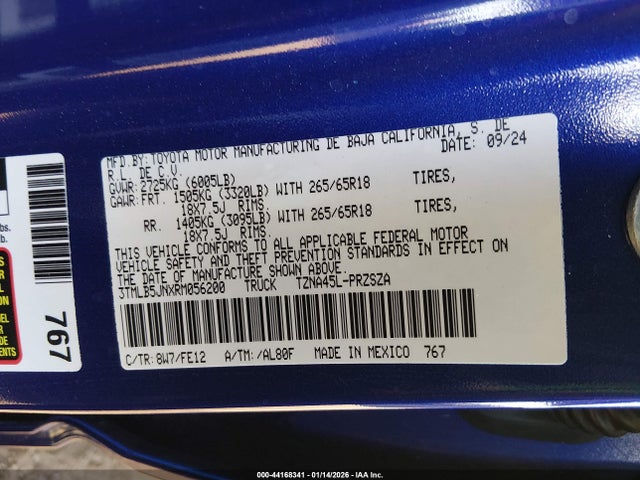 MFD.BY:TOYOTA MOTOR MANUFACTURING DE BAJA CALIFORNIA, S. DE
R.L. DE C.V. DATE: 09/24
GVWR:2725KG (6005LB)
GAWR:FRT. 1505KG (3320LB) WITH 265/65R18 TIRES,
18X7.5J RIMS.
RR. 1405KG (3095LB) WITH 265/65R18 TIRES,
18X7.5J RIMS.
THIS VEHICLE CONFORMS TO ALL APPLICABLE FEDERAL MOTOR
VEHICLE SAFETY AND THEFT PREVENTION STANDARDS IN EFFECT ON
THE DATE OF MANUFACTURE SHOWN ABOVE.
3TMLB5JNXRM056200 TRUCK TZNA45L-PRZSZA
C/TR:8W7/FE12 A/TM:/AL80F MADE IN MEXICO 767
bs.
b.
767
000-44168341 - 01/14/2026 - IAA Inc.